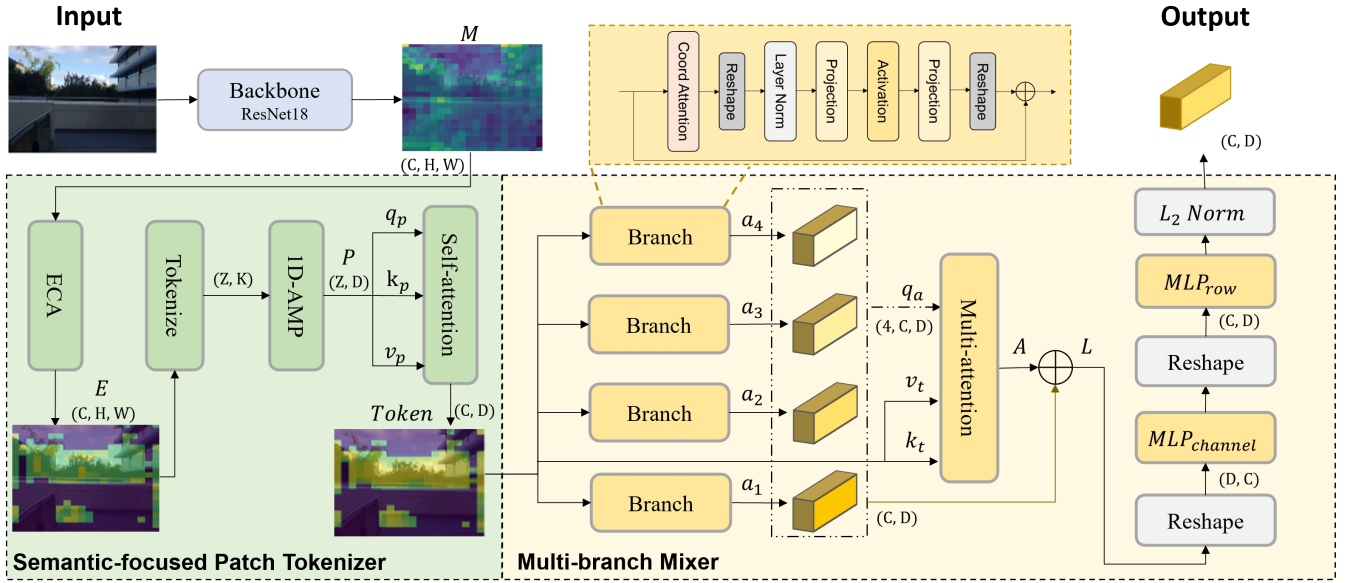 Input
Output
Backbone
ResNet18
M
(C, H, W)
Coord Attention
Reshape
Layer Norm
Projection
Activation
Projection
Reshape
(C, D)
ECA
E
(C, H, W)
Tokenize
(Z, K)
1D-AMP
P
(Z, D)
q_p
k_p
v_p
Self-attention
Token
(C, D)
Semantic-focused Patch Tokenizer
Branch
a_4
Branch
a_3
Branch
a_2
Branch
a_1
(C, D)
q_a
(4, C, D)
v_t
k_t
Multi-attention
A
L
L_2 Norm
MLP_row
(C, D)
Reshape
MLP_channel
(D, C)
Reshape
Multi-branch Mixer